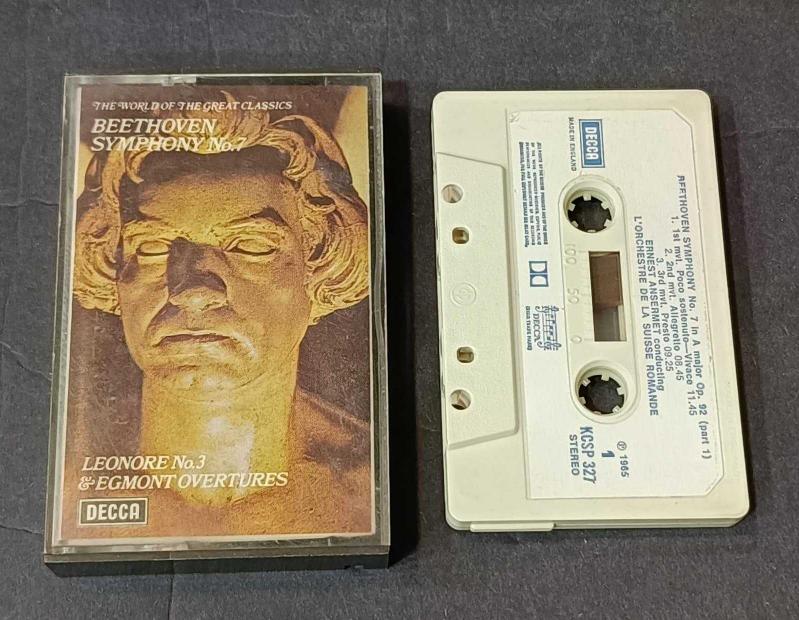 THE WORLD OF THE GREAT CLASSICS
BEETHOVEN
SYMPHONY No.7
LEONORE No.3
& EGMONT OVERTURES
DECCA
DECCA
MADE IN ENGLAND
BEETHOVEN SYMPHONY No. 7 in A major Op. 92 (part 1)
1. 1st mvt. Poco sostenuto—Vivace 11.45
2. 2nd mvt. Allegretto 08.45
3. 3rd mvt. Presto 09.25
ERNEST ANSERMET conducting
L'ORCHESTRE DE LA SUISSE ROMANDE
100 50 0
DECCA
℗ 1965
1
KCSP 327
STEREO